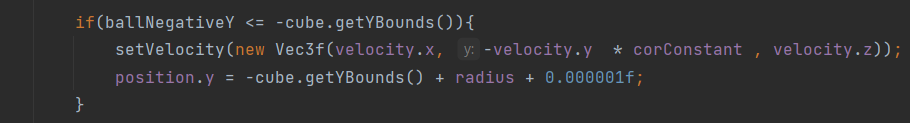 if(ballNegativeY <= -cube.getYBounds()){
setVelocity(new Vec3f(velocity.x, y: -velocity.y * corConstant , velocity.z));
position.y = -cube.getYBounds() + radius + 0.000001f;
}